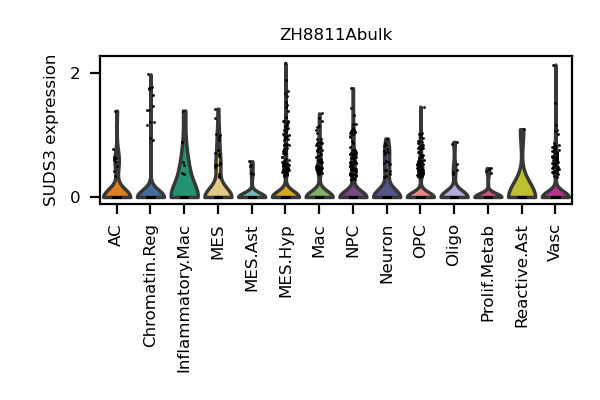 ZH8811Abulk
SUDS3 expression
2
0
AC
Chromatin.Reg
Inflammatory.Mac
MES
MES.Ast
MES.Hyp
Mac
NPC
Neuron
OPC
Oligo
Prolif.Metab
Reactive.Ast
Vasc